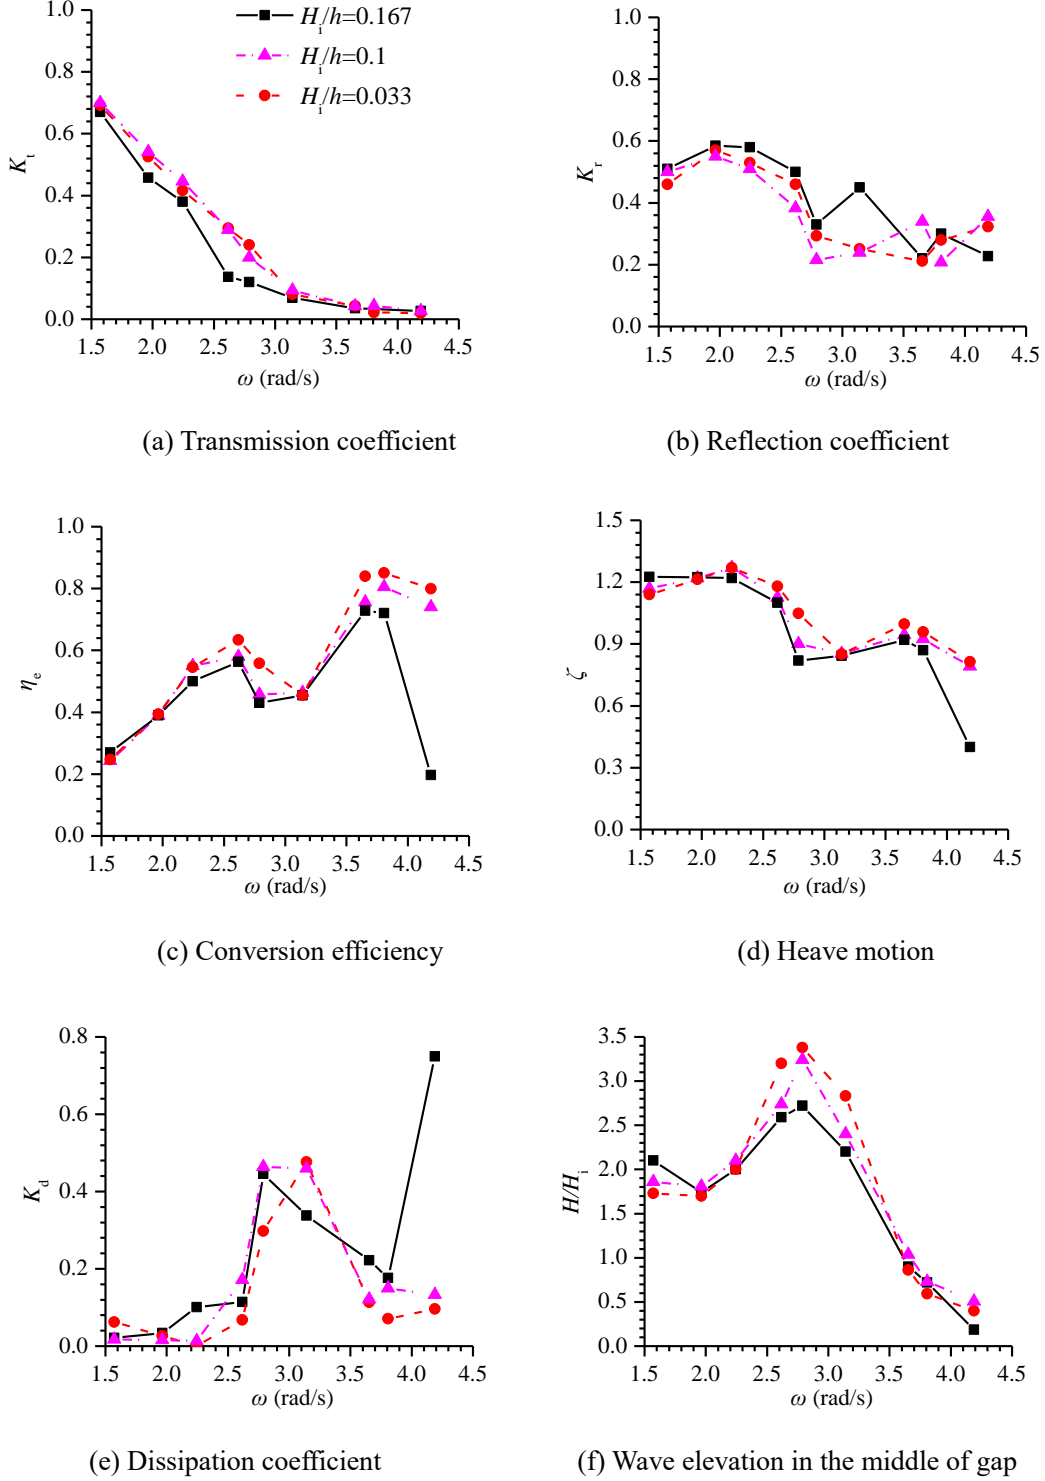 1.0
0.8
0.6
0.4
0.2
0.0
K_t
1.5 2.0 2.5 3.0 3.5 4.0 4.5
ω (rad/s)
H_i/h=0.167
H_i/h=0.1
H_i/h=0.033
(a) Transmission coefficient
1.0
0.8
0.6
0.4
0.2
0.0
K_r
1.5 2.0 2.5 3.0 3.5 4.0 4.5
ω (rad/s)
(b) Reflection coefficient
1.0
0.8
0.6
0.4
0.2
0.0
η_e
1.5 2.0 2.5 3.0 3.5 4.0 4.5
ω (rad/s)
(c) Conversion efficiency
1.5
1.2
0.9
0.6
0.3
0.0
ζ
1.5 2.0 2.5 3.0 3.5 4.0 4.5
ω (rad/s)
(d) Heave motion
0.8
0.6
0.4
0.2
0.0
K_d
1.5 2.0 2.5 3.0 3.5 4.0 4.5
ω (rad/s)
(e) Dissipation coefficient
3.5
3.0
2.5
2.0
1.5
1.0
0.5
0.0
H/H_i
1.5 2.0 2.5 3.0 3.5 4.0 4.5
ω (rad/s)
(f) Wave elevation in the middle of gap